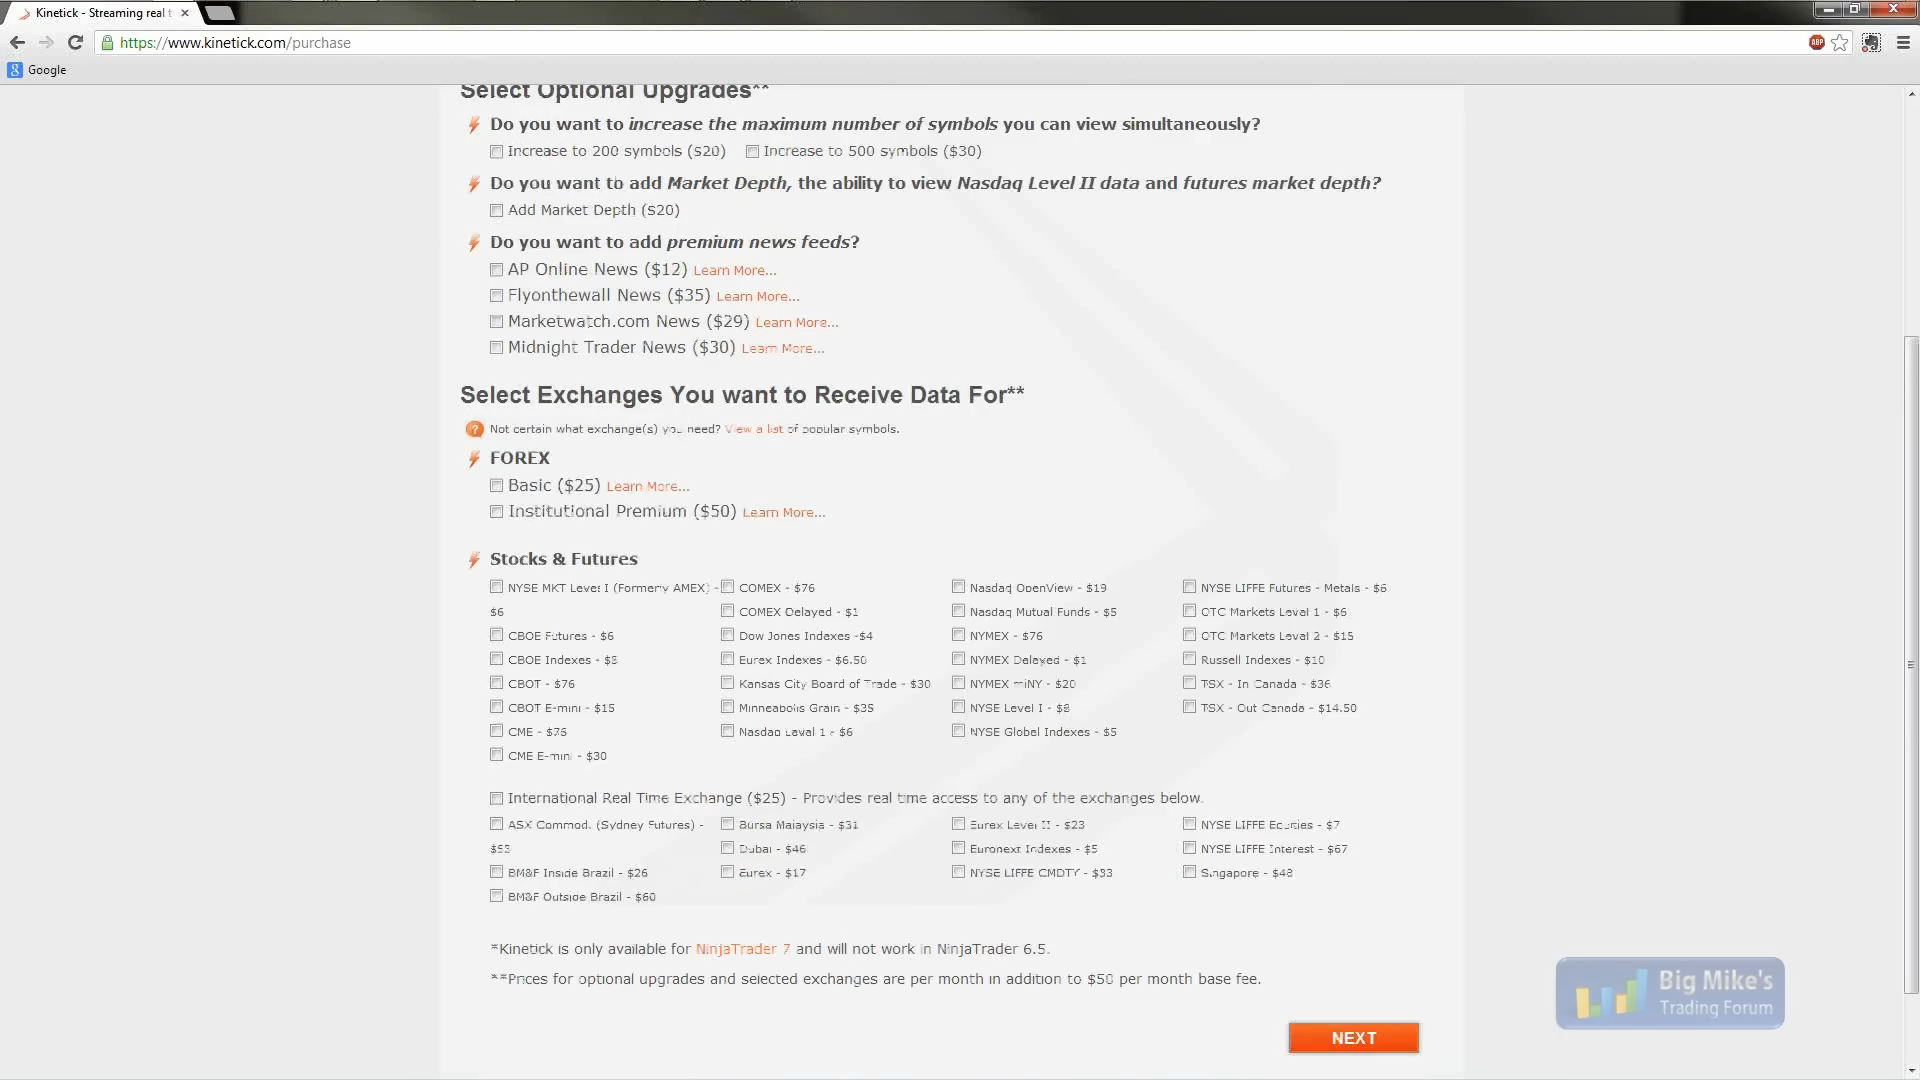 Kinetick - Streaming real t
https://www.kinetick.com/purchase
ABP
Google
Select Optional Upgrades**
Do you want to increase the maximum number of symbols you can view simultaneously?
Increase to 200 symbols ($20) Increase to 500 symbols ($30)
Do you want to add Market Depth, the ability to view Nasdaq Level II data and futures market depth?
Add Market Depth ($20)
Do you want to add premium news feeds?
AP Online News ($12) Learn More...
Flyonthewall News ($35) Learn More...
Marketwatch.com News ($29) Learn More...
Midnight Trader News ($30) Learn More...
Select Exchanges You want to Receive Data For**
Not certain what exchange(s) you need? View a list of popular symbols.
FOREX
Basic ($25) Learn More...
Institutional Premium ($50) Learn More...
Stocks & Futures
NYSE MKT Level I (Formerly AMEX) - COMEX - $76 Nasdaq OpenView - $19 NYSE LIFFE Futures - Metals - $6
$6 COMEX Delayed - $1 Nasdaq Mutual Funds - $5 OTC Markets Level 1 - $6
CBOE Futures - $6 Dow Jones Indexes -$4 NYMEX - $76 OTC Markets Level 2 - $15
CBOE Indexes - $5 Eurex Indexes - $6.50 NYMEX Delayed - $1 Russell Indexes - $10
CBOT - $76 Kansas City Board of Trade - $30 NYMEX miNY - $20 TSX - In Canada - $36
CBOT E-mini - $15 Minneapolis Grain - $35 NYSE Level I - $8 TSX - Out Canada - $14.50
CME - $76 Nasdaq Level 1 - $6 NYSE Global Indexes - $5
CME E-mini - $30
International Real Time Exchange ($25) - Provides real time access to any of the exchanges below.
ASX Commod. (Sydney Futures) - Bursa Malaysia - $31 Eurex Level II - $23 NYSE LIFFE Equities - $7
$53 Dubai - $46 Euronext Indexes - $5 NYSE LIFFE Interest - $67
BM&F Inside Brazil - $26 Eurex - $17 NYSE LIFFE CMDTY - $33 Singapore - $48
BM&F Outside Brazil - $60
*Kinetick is only available for NinjaTrader 7 and will not work in NinjaTrader 6.5.
**Prices for optional upgrades and selected exchanges are per month in addition to $50 per month base fee.
Big Mike's
Trading Forum
NEXT